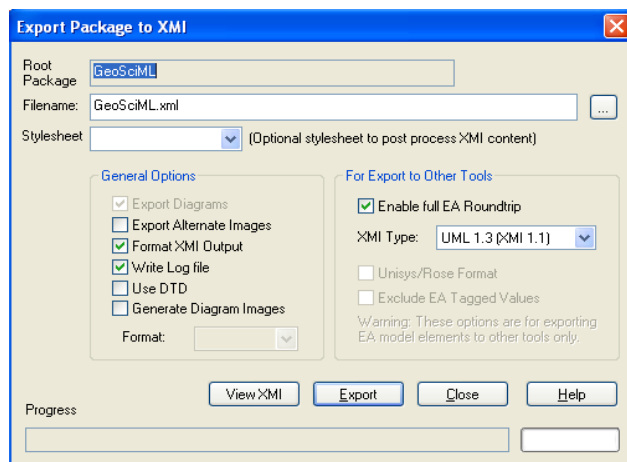 Export Package to XMI
Root
Package
GeoSciML
Filename:
GeoSciML.xml
...
Stylesheet
(Optional stylesheet to post process XMI content)
General Options
Export Diagrams
Export Alternate Images
Format XMI Output
Write Log file
Use DTD
Generate Diagram Images
Format:
For Export to Other Tools
Enable full EA Roundtrip
XMI Type:
UML 1.3 (XMI 1.1)
Unisys/Rose Format
Exclude EA Tagged Values
Warning: These options are for exporting
EA model elements to other tools only.
View XMI
Export
Close
Help
Progress